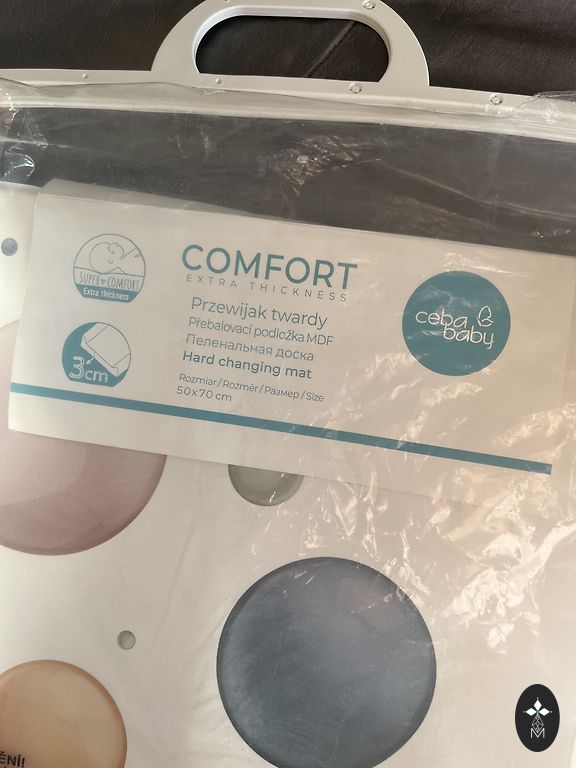 COMFORT
EXTRA THICKNESS
Przewijak twardy
Přebalovací podložka MDF
Пеленальная доска
Hard changing mat
Rozmiar / Rozměr / Размер / Size
50 x 70 cm
SUPER COMFORT
Extra thickness
3cm
ceba
baby
ĚNÍ!
M